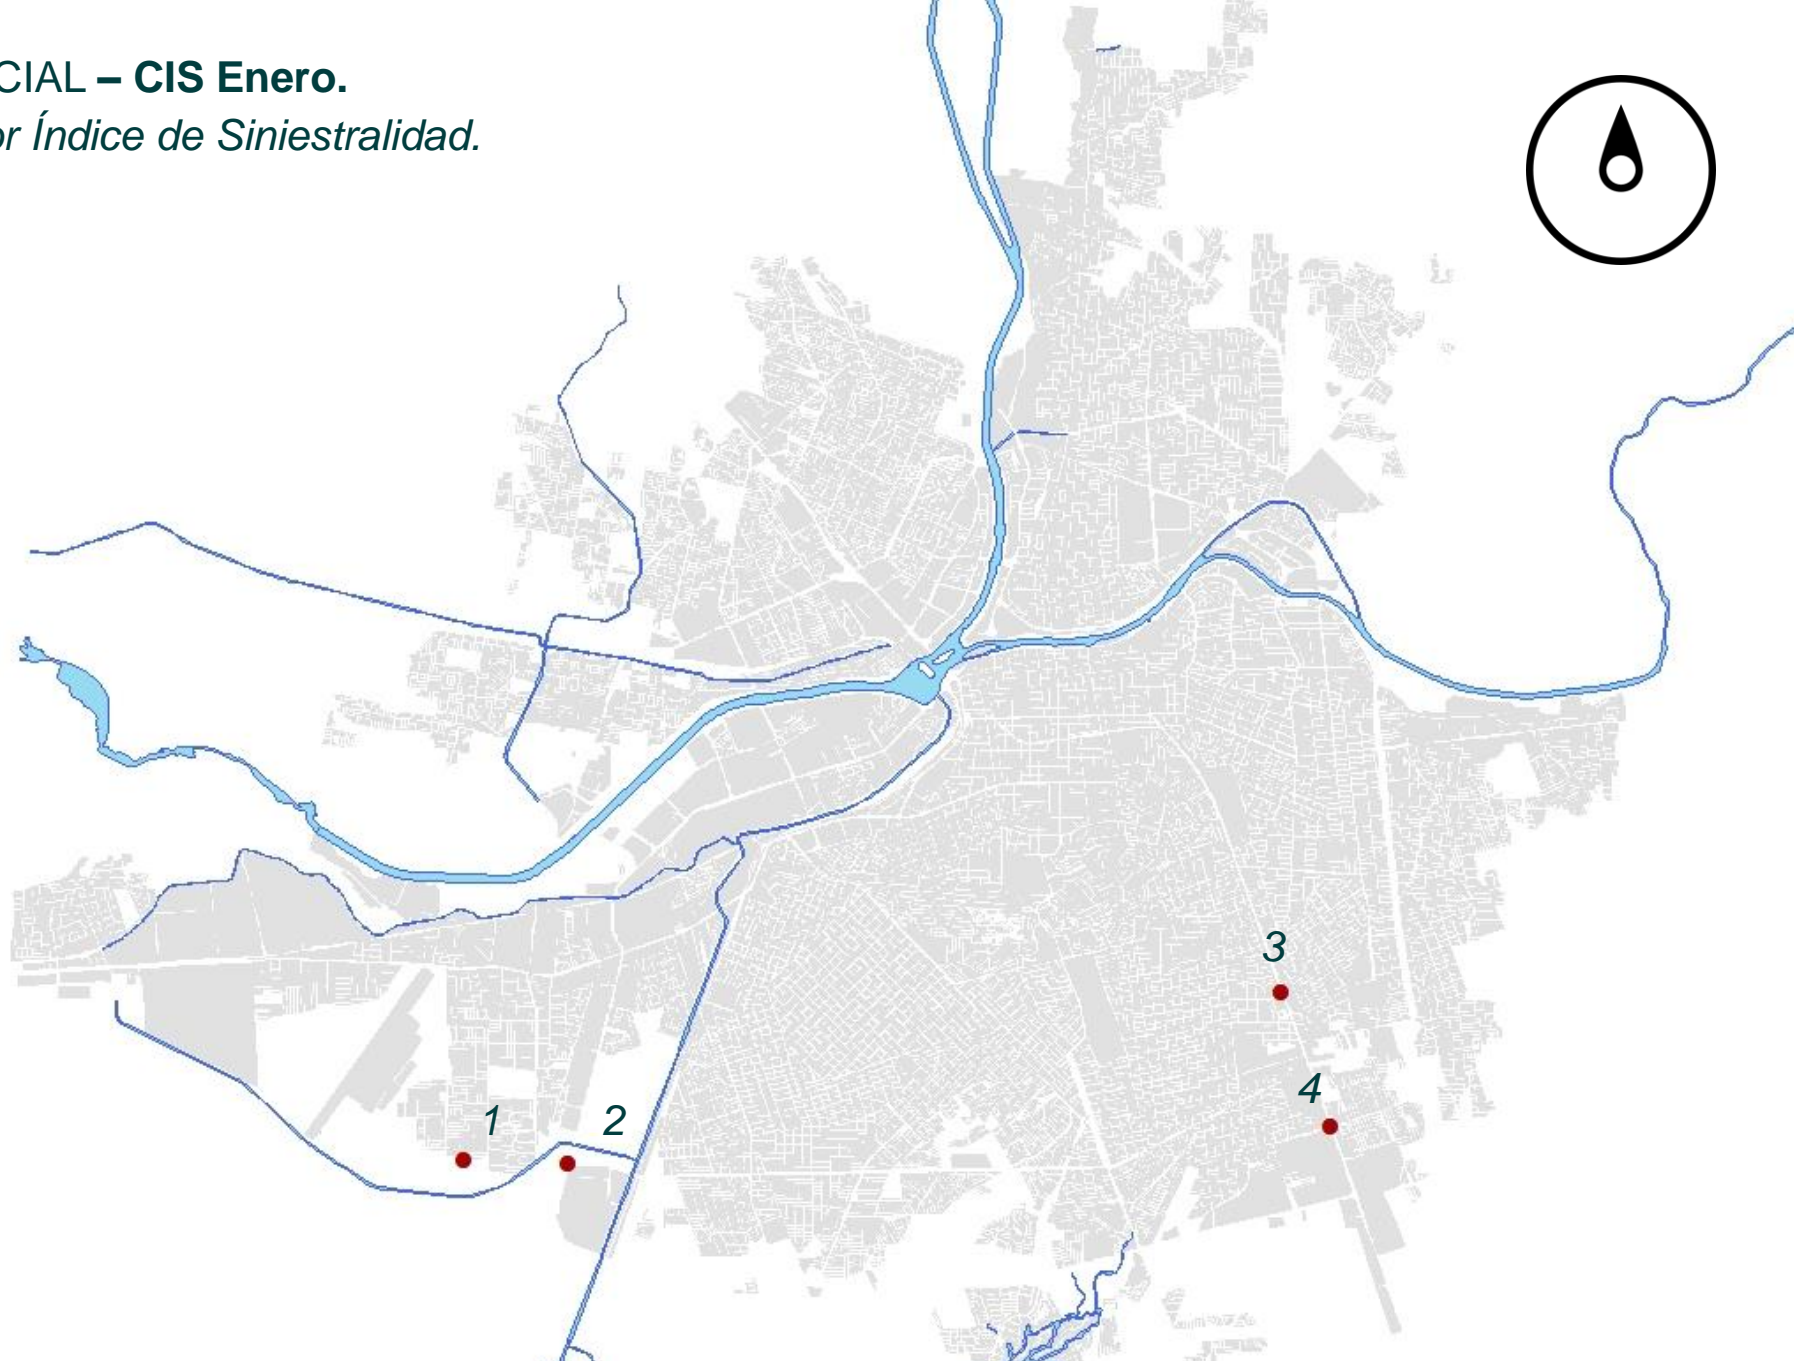 CIAL – CIS Enero.
or Índice de Siniestralidad.
3
4
1
2